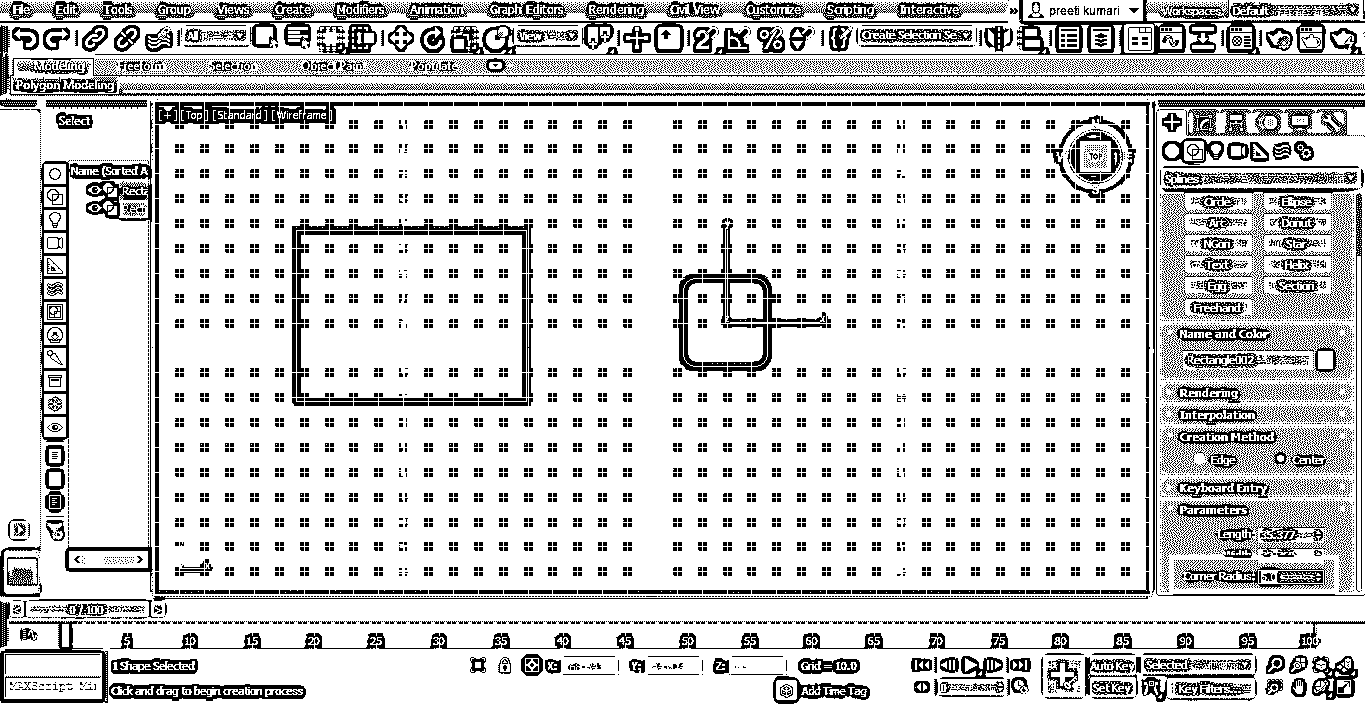 File Edit Tools Group Views Create Modifiers Animation Graph Editors Rendering Civil View Customize Scripting Interactive » preeti kumari Workspaces: Default
All View Create Selection Se
Modeling Freeform Selection Object Paint Populate
Polygon Modeling
Select
Name (Sorted A
[+] [Top] [Standard] [Wireframe]
TOP
Splines
Circle Ellipse
Arc Donut
NGon Star
Text Helix
Egg Section
Freehand
Name and Color
Rectangle002
Rendering
Interpolation
Creation Method
Edge Center
Keyboard Entry
Parameters
Length: 35.377
Corner Radius: 5.0
0 / 100
5 10 15 20 25 30 35 40 45 50 55 60 65 70 75 80 85 90 95 100
1 Shape Selected X: Y: Z: Grid = 10.0 Auto Key Selected
MAXScript Mi Click and drag to begin creation process Add Time Tag Set Key Key Filters...